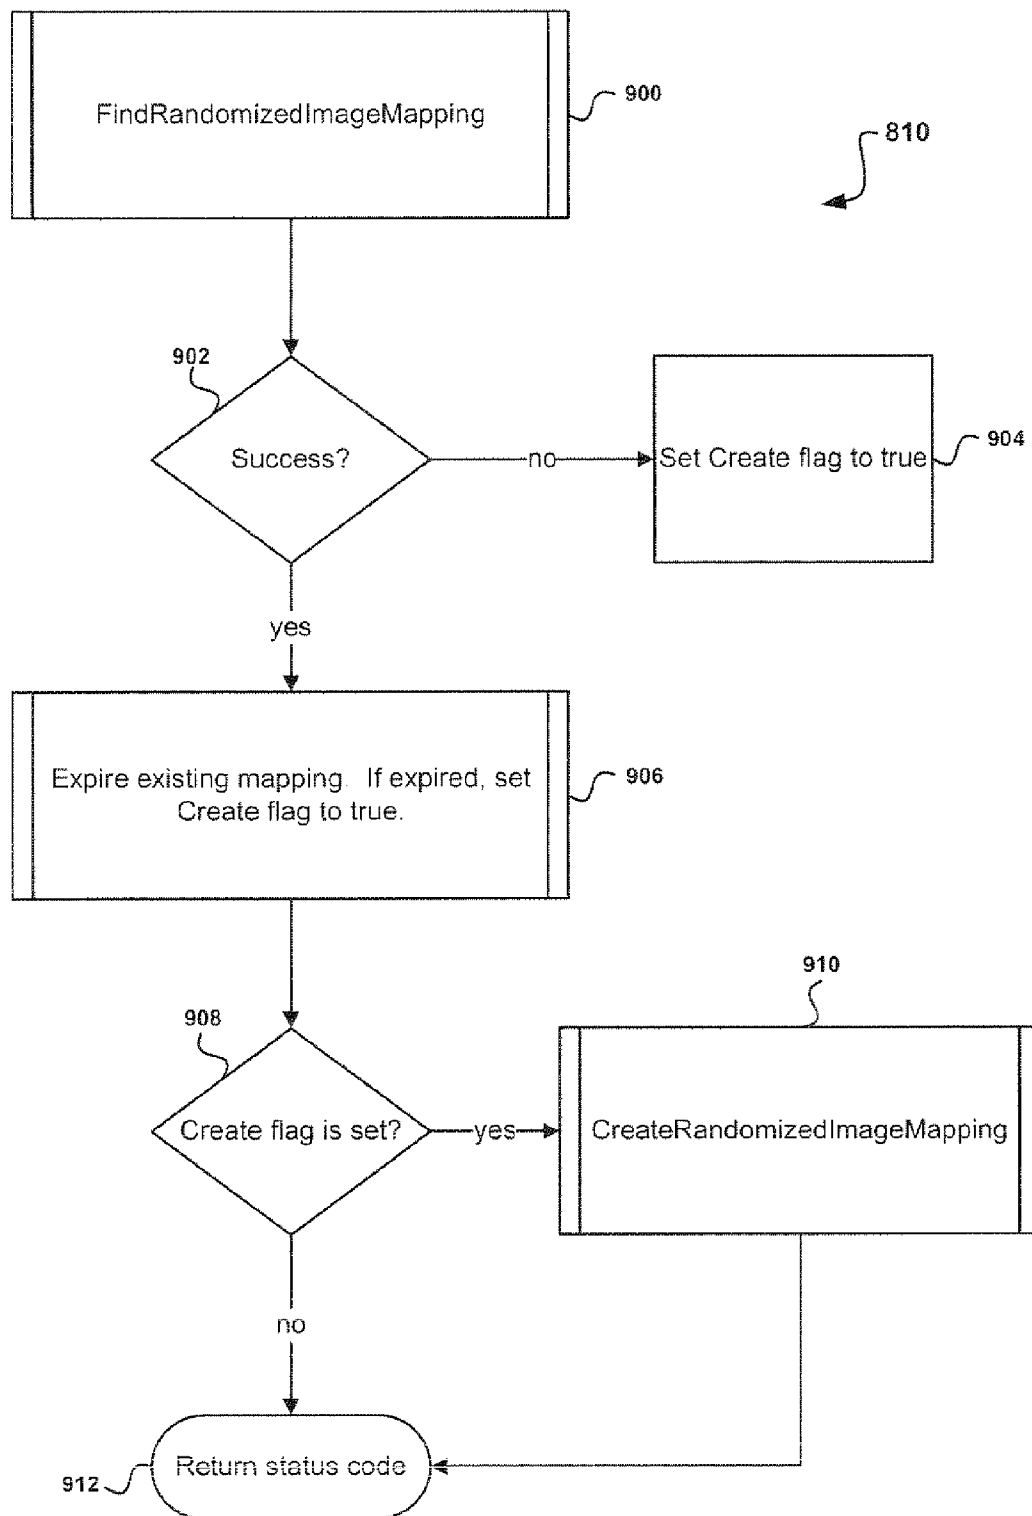 FindRandomizedImageMapping
900
810
902
Success?
no
Set Create flag to true
904
yes
Expire existing mapping. If expired, set
Create flag to true.
906
908
Create flag is set?
yes
910
CreateRandomizedImageMapping
no
Return status code
912